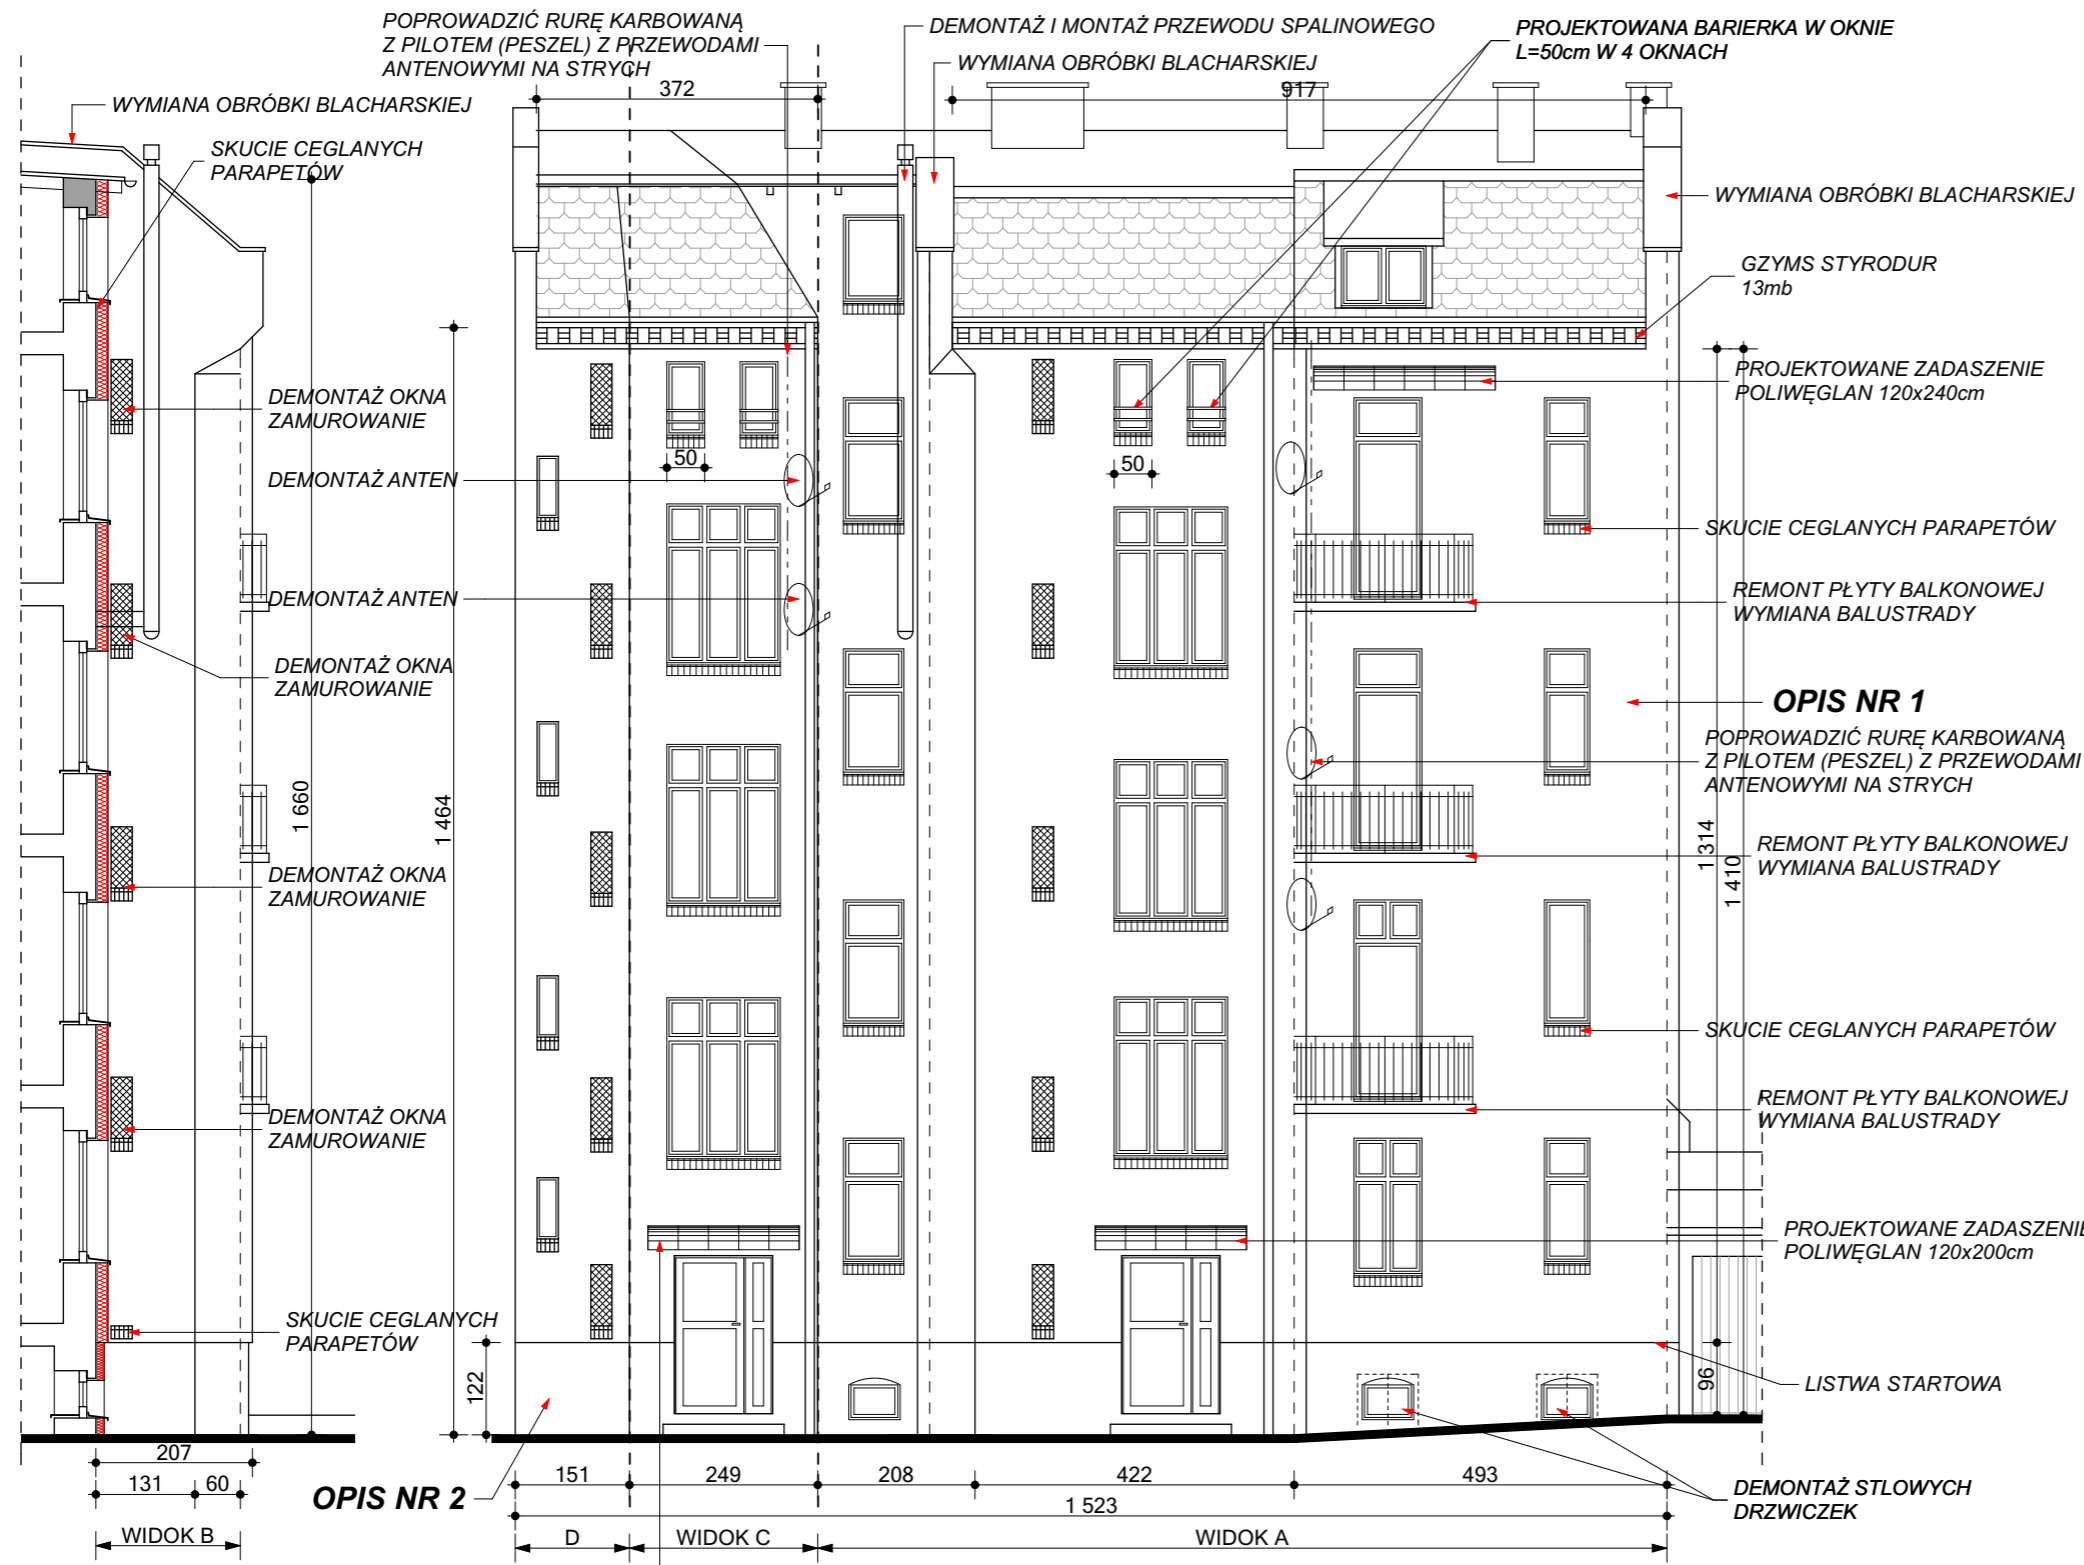 POPROWADZIĆ RURĘ KARBOWANĄ
Z PILOTEM (PESZEL) Z PRZEWODAMI
ANTENOWYMI NA STRYCH
DEMONTAŻ I MONTAŻ PRZEWODU SPALINOWEGO
WYMIANA OBRÓBKI BLACHARSKIEJ
PROJEKTOWANA BARIERKA W OKNIE
L=50cm W 4 OKNACH
372
917
WYMIANA OBRÓBKI BLACHARSKIEJ
SKUCIE CEGLANYCH
PARAPETÓW
WYMIANA OBRÓBKI BLACHARSKIEJ
GZYMS STYRODUR
13mb
PROJEKTOWANE ZADASZENIE
POLIWĘGLAN 120x240cm
DEMONTAŻ OKNA
ZAMUROWANIE
50
50
DEMONTAŻ ANTEN
SKUCIE CEGLANYCH PARAPETÓW
DEMONTAŻ ANTEN
REMONT PŁYTY BALKONOWEJ
WYMIANA BALUSTRADY
DEMONTAŻ OKNA
ZAMUROWANIE
OPIS NR 1
POPROWADZIĆ RURĘ KARBOWANĄ
Z PILOTEM (PESZEL) Z PRZEWODAMI
ANTENOWYMI NA STRYCH
1 660
1 464
1 314
1 410
REMONT PŁYTY BALKONOWEJ
WYMIANA BALUSTRADY
DEMONTAŻ OKNA
ZAMUROWANIE
SKUCIE CEGLANYCH PARAPETÓW
REMONT PŁYTY BALKONOWEJ
WYMIANA BALUSTRADY
DEMONTAŻ OKNA
ZAMUROWANIE
PROJEKTOWANE ZADASZENIE
POLIWĘGLAN 120x200cm
SKUCIE CEGLANYCH
PARAPETÓW
122
96
LISTWA STARTOWA
207
131
60
OPIS NR 2
151
249
208
422
493
1 523
DEMONTAŻ STLOWYCH
DRZWICZEK
WIDOK B
D
WIDOK C
WIDOK A